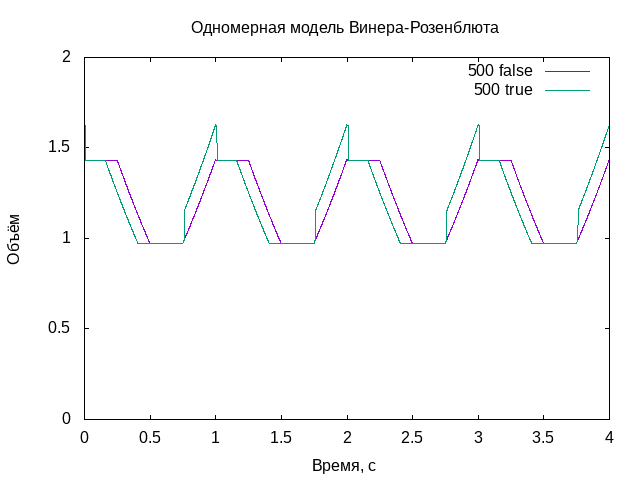 Одномерная модель Винера-Розенблюта
500 false
500 true
2
1.5
1
0.5
0
Объём
0 0.5 1 1.5 2 2.5 3 3.5 4
Время, с